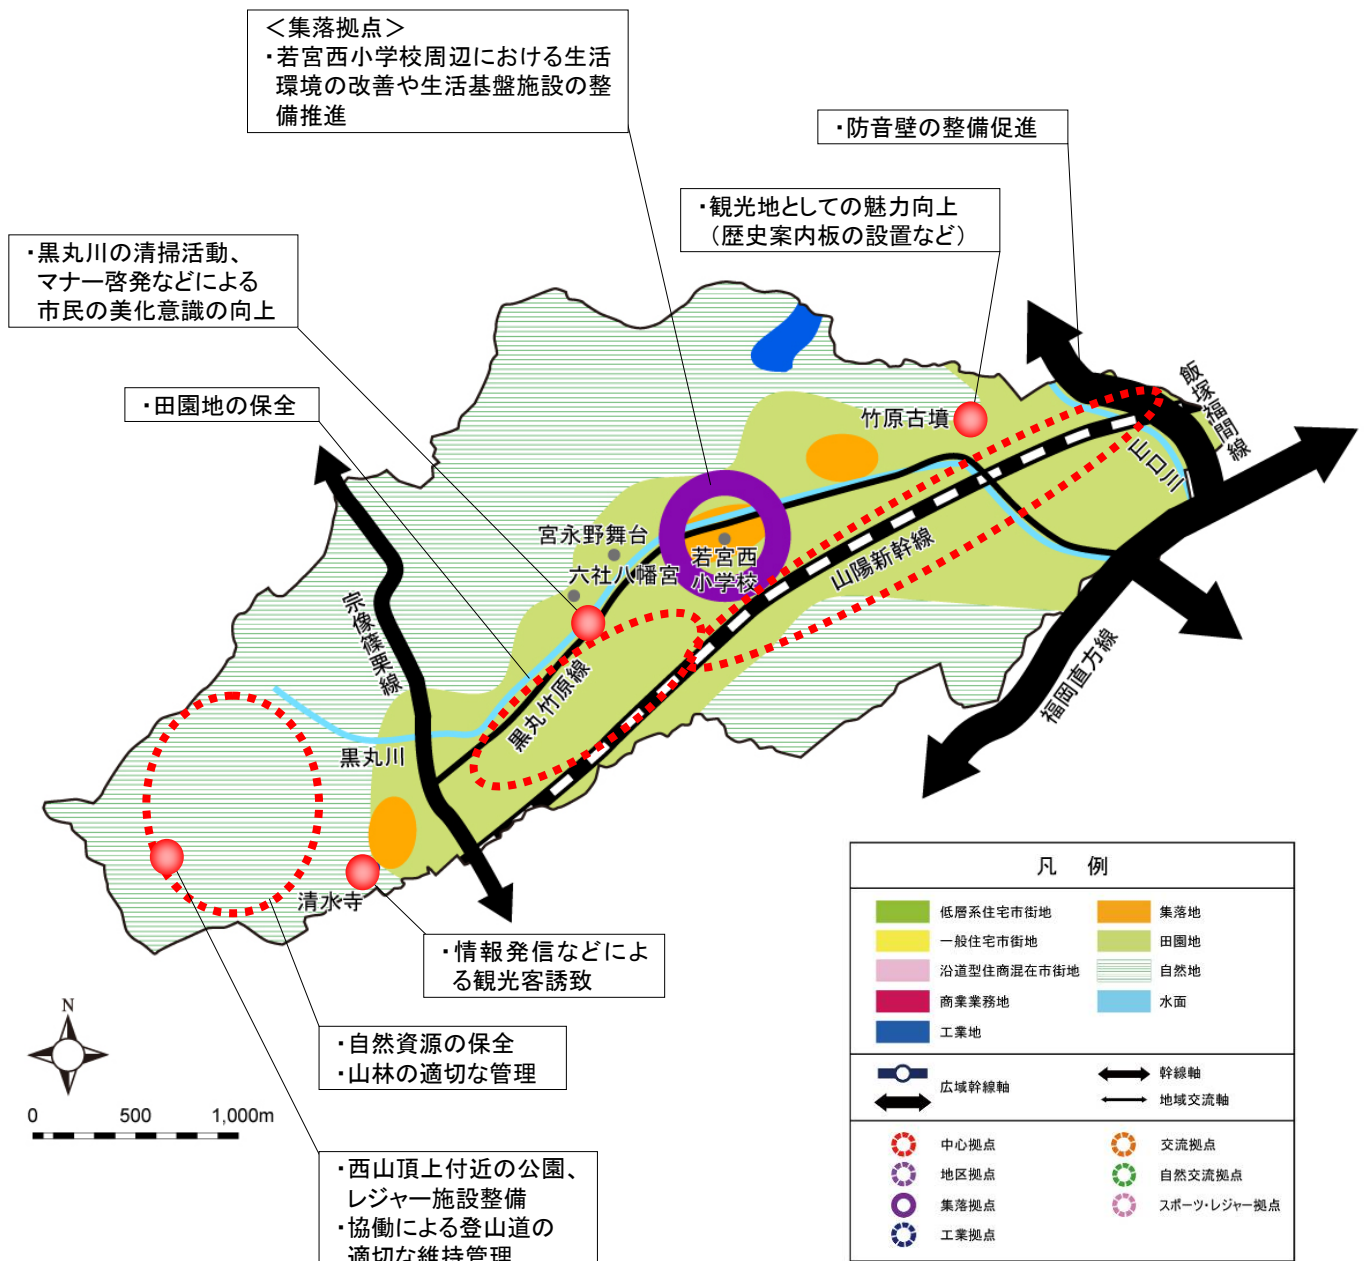 ＜集落拠点＞
・若宮西小学校周辺における生活
環境の改善や生活基盤施設の整
備推進
・防音壁の整備促進
・観光地としての魅力向上
（歴史案内板の設置など）
・黒丸川の清掃活動、
マナー啓発などによる
市民の美化意識の向上
・田園地の保全
竹原古墳
飯塚福間線
山口川
宮永野舞台
六社八幡宮
若宮西
小学校
山陽新幹線
宗像篠栗線
黒丸竹原線
福岡直方線
黒丸川
清水寺
・情報発信などによ
る観光客誘致
・自然資源の保全
・山林の適切な管理
・西山頂上付近の公園、
レジャー施設整備
・協働による登山道の
適切な維持管理
N
0 500 1,000m
凡 例
低層系住宅市街地
集落地
一般住宅市街地
田園地
沿道型住商混在市街地
自然地
商業業務地
水面
工業地
広域幹線軸
幹線軸
地域交流軸
中心拠点
交流拠点
地区拠点
自然交流拠点
集落拠点
スポーツ・レジャー拠点
工業拠点